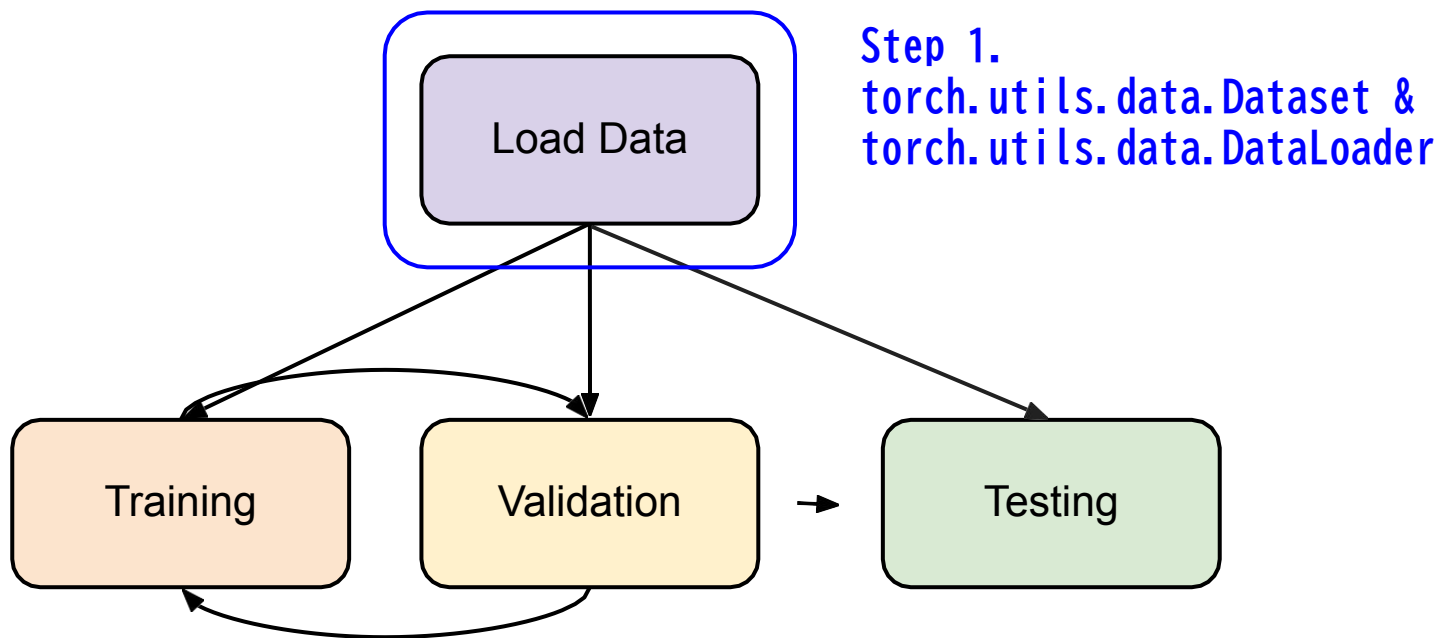 Step 1.
torch.utils.data.Dataset &
torch.utils.data.DataLoader
Load Data
Training
Validation
Testing